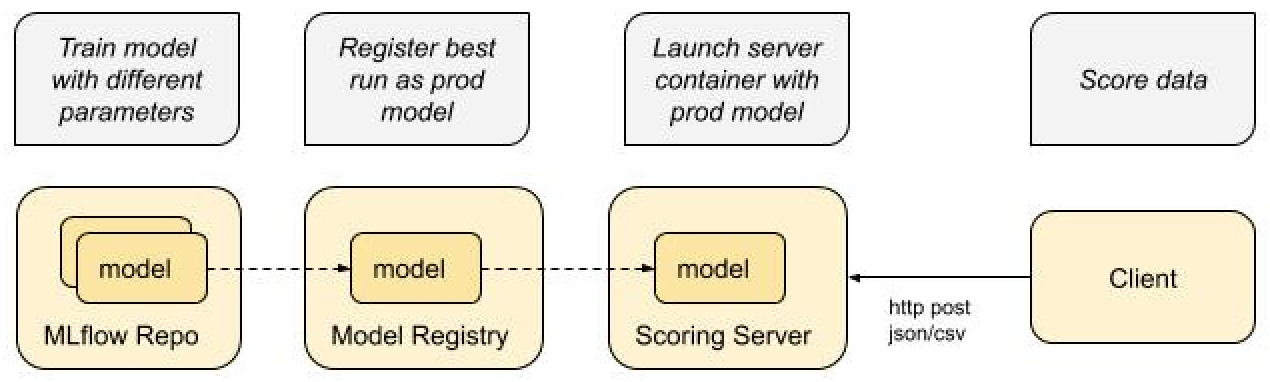 Train model
with different
parameters
Register best
run as prod
model
Launch server
container with
prod model
Score data
model
MLflow Repo
model
Model Registry
model
Scoring Server
http post
json/csv
Client